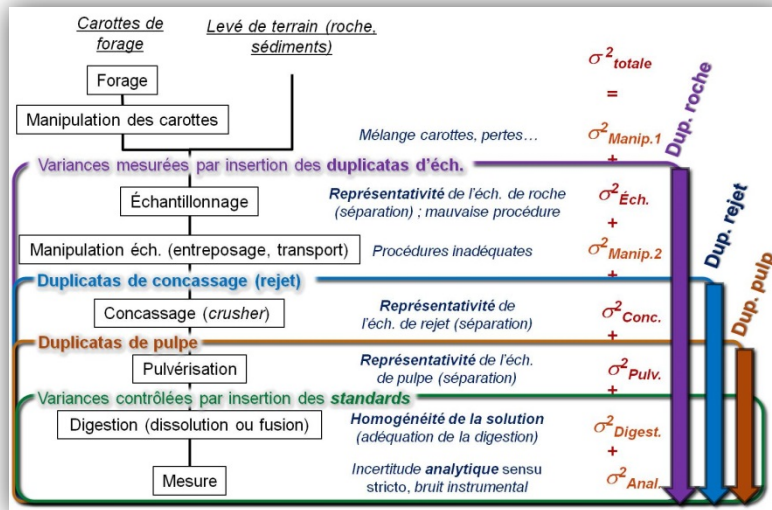 Carottes de
forage
Levé de terrain (roche,
sédiments)
σ²totale
=
Forage
Manipulation des carottes
Mélange carottes, pertes…
σ²Manip.1
+
Dup. roche
Variances mesurées par insertion des duplicatas d'éch.
Échantillonnage
Représentativité de l'éch. de roche
(séparation) ; mauvaise procédure
σ²Éch.
+
Dup. rejet
Manipulation éch. (entreposage, transport)
Procédures inadéquates
σ²Manip.2
+
Dup. pulp
Duplicatas de concassage (rejet)
Concassage (crusher)
Représentativité de
l'éch. de rejet (séparation)
σ²Conc.
+
Duplicatas de pulpe
Pulvérisation
Représentativité de l'éch.
de pulpe (séparation)
σ²Pulv.
+
Variances contrôlées par insertion des standards
Digestion (dissolution ou fusion)
Homogénéité de la solution
(adéquation de la digestion)
σ²Digest.
+
Mesure
Incertitude analytique sensu
stricto, bruit instrumental
σ²Anal.